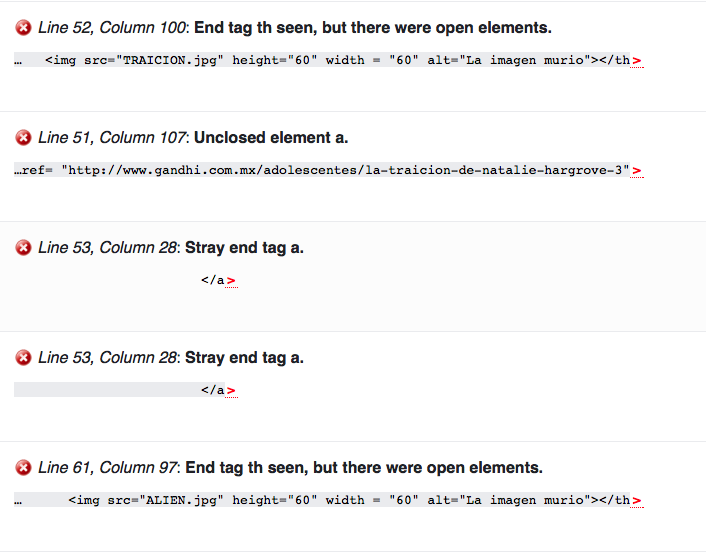 Line 52, Column 100: End tag th seen, but there were open elements.
… <img src="TRAICION.jpg" height="60" width = "60" alt="La imagen murio"></th>
Line 51, Column 107: Unclosed element a.
…ref= "http://www.gandhi.com.mx/adolescentes/la-traicion-de-natalie-hargrove-3">
Line 53, Column 28: Stray end tag a.
</a>
Line 53, Column 28: Stray end tag a.
</a>
Line 61, Column 97: End tag th seen, but there were open elements.
… <img src="ALIEN.jpg" height="60" width = "60" alt="La imagen murio"></th>